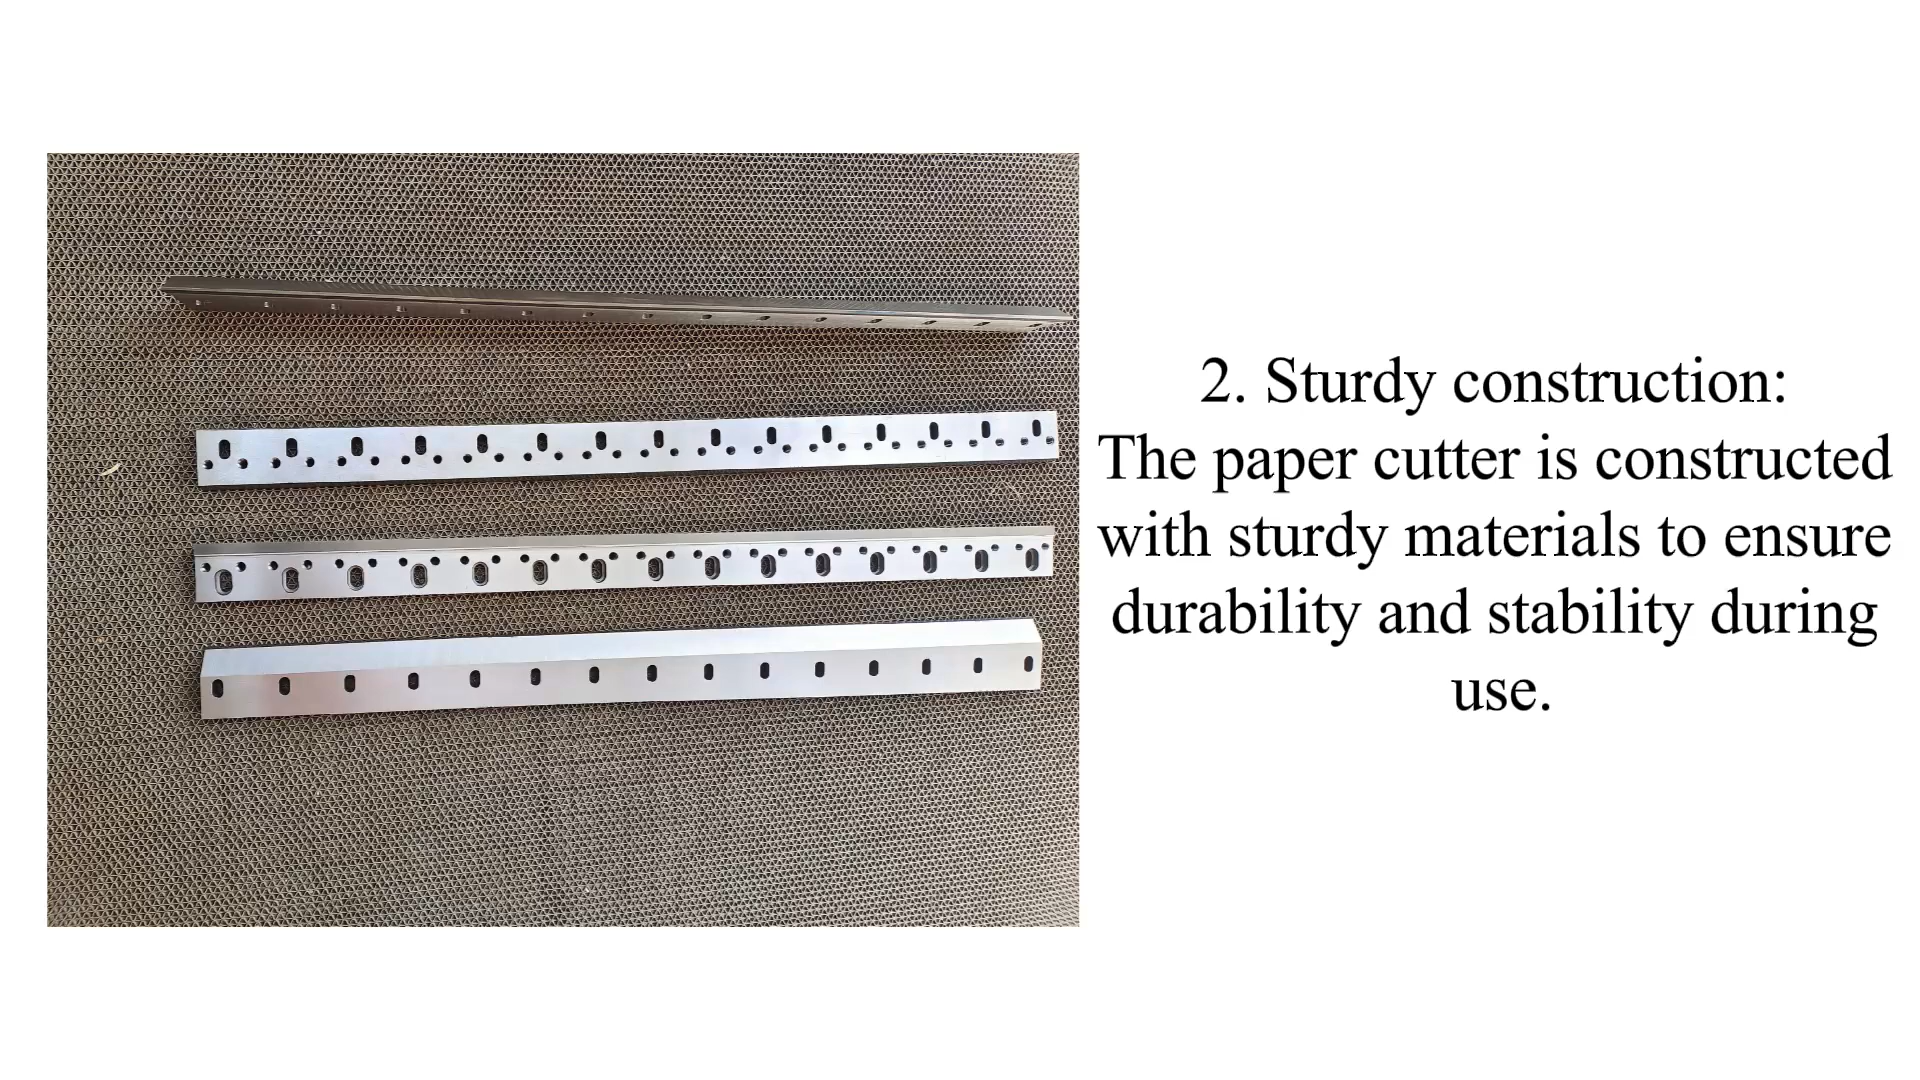 2. Sturdy construction:
The paper cutter is constructed
with sturdy materials to ensure
durability and stability during
use.